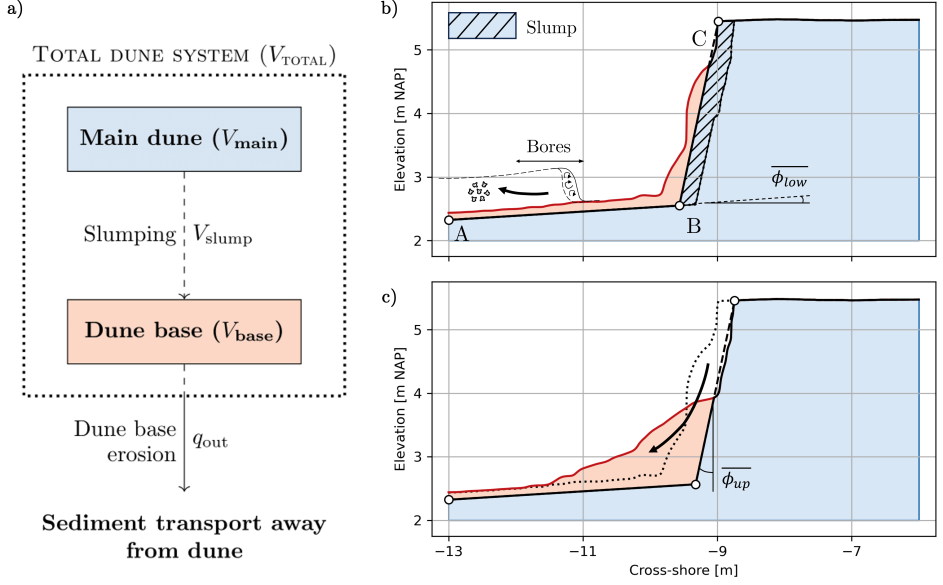 a)
TOTAL DUNE SYSTEM (V_TOTAL)
Main dune (V_main)
Slumping V_slump
Dune base (V_base)
Dune base
erosion
q_out
Sediment transport away
from dune
b)
Slump
C
Bores
ϕ_low
A
B
Elevation [m NAP]
5
4
3
2
c)
ϕ_up
Elevation [m NAP]
5
4
3
2
−13
−11
−9
−7
Cross-shore [m]